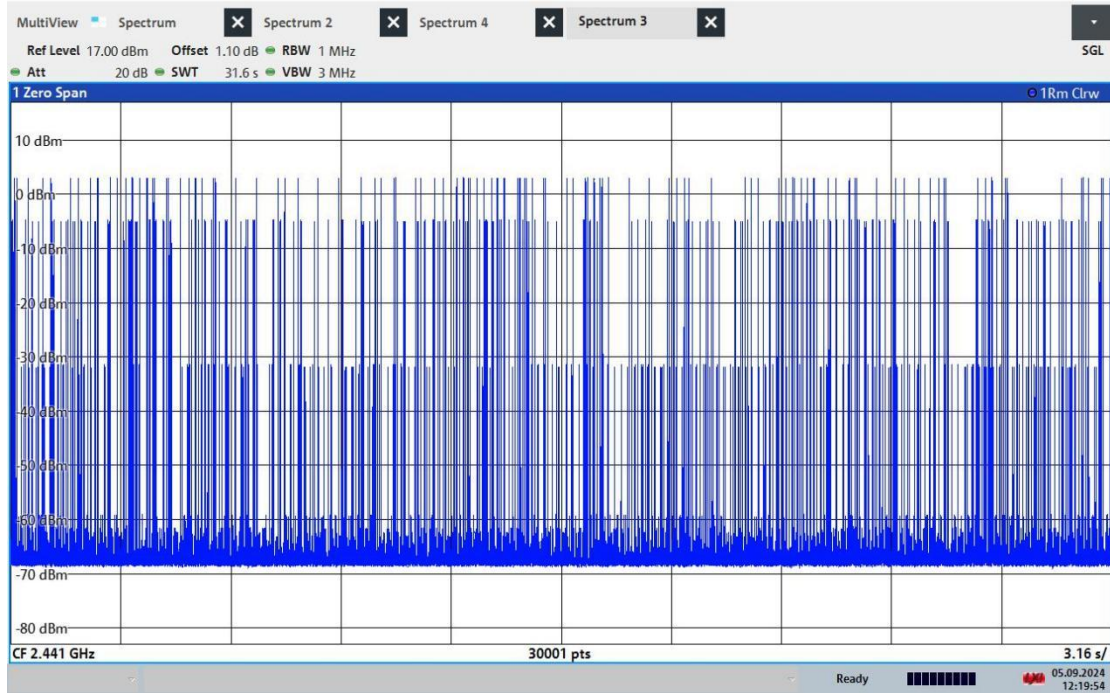 MultiView Spectrum Spectrum 2 Spectrum 4 Spectrum 3
Ref Level 17.00 dBm Offset 1.10 dB RBW 1 MHz SGL
Att 20 dB SWT 31.6 s VBW 3 MHz
1 Zero Span 1Rm Clrw
10 dBm
0 dBm
-10 dBm
-20 dBm
-30 dBm
-40 dBm
-50 dBm
-60 dBm
-70 dBm
-80 dBm
CF 2.441 GHz 30001 pts 3.16 s/
Ready 05.09.2024
12:19:54